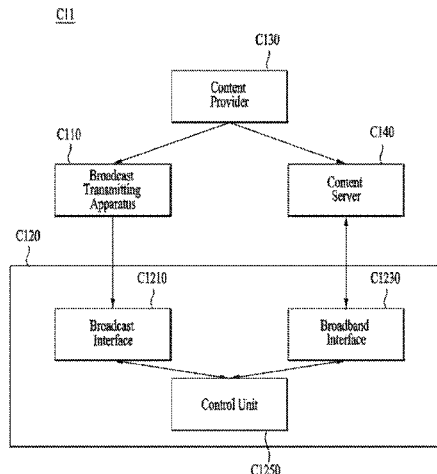 C11
C130
Content
Provider
C110
C140
Broadcast
Transmitting
Apparatus
Content
Server
C120
C1210
C1230
Broadcast
Interface
Broadband
Interface
Control Unit
C1250